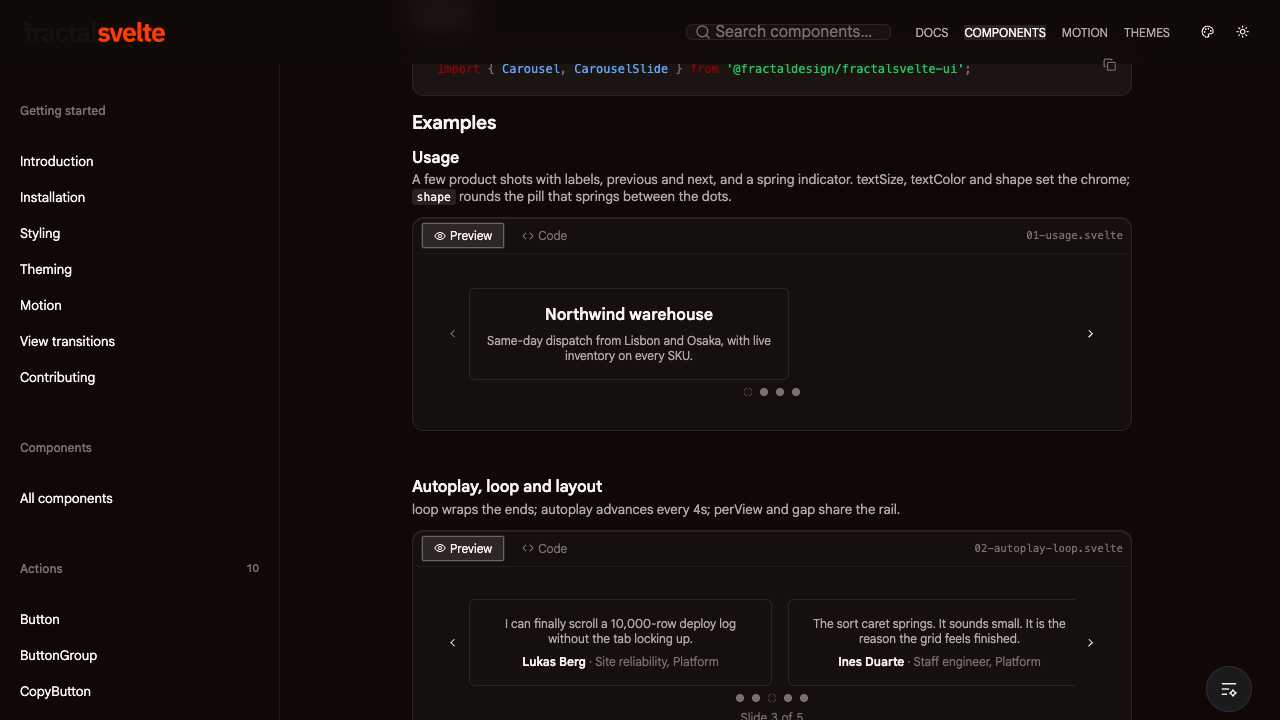 fractalsvelte
Search components...
DOCS
COMPONENTS
MOTION
THEMES
Getting started
Introduction
Installation
Styling
Theming
Motion
View transitions
Contributing
Components
All components
Actions 10
Button
ButtonGroup
CopyButton
import { Carousel, CarouselSlide } from '@fractaldesign/fractalsvelte-ui';
Examples
Usage
A few product shots with labels, previous and next, and a spring indicator. textSize, textColor and shape set the chrome;
shape rounds the pill that springs between the dots.
Preview
Code
01-usage.svelte
Northwind warehouse
Same-day dispatch from Lisbon and Osaka, with live
inventory on every SKU.
Autoplay, loop and layout
loop wraps the ends; autoplay advances every 4s; perView and gap share the rail.
Preview
Code
02-autoplay-loop.svelte
I can finally scroll a 10,000-row deploy log
without the tab locking up.
Lukas Berg · Site reliability, Platform
The sort caret springs. It sounds small. It is the
reason the grid feels finished.
Ines Duarte · Staff engineer, Platform
Slide 3 of 5